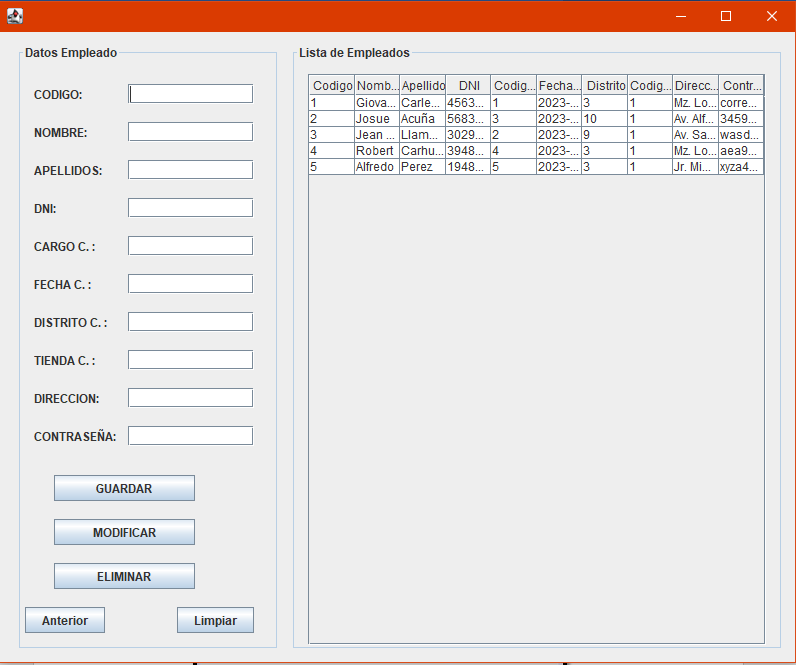 Datos Empleado
CODIGO:
NOMBRE:
APELLIDOS:
DNI:
CARGO C. :
FECHA C. :
DISTRITO C. :
TIENDA C. :
DIRECCION:
CONTRASEÑA:
GUARDAR
MODIFICAR
ELIMINAR
Anterior Limpiar
Lista de Empleados
Codigo Nomb... Apellido DNI Codig... Fecha... Distrito Codig... Direcc... Contr...
1 Giova... Carle... 4563... 1 2023-... 3 1 Mz. Lo... corre...
2 Josue Acuña 5683... 3 2023-... 10 1 Av. Alf... 3459...
3 Jean ... Llam... 3029... 2 2023-... 9 1 Av. Sa... wasd...
4 Robert Carhu... 3948... 4 2023-... 3 1 Mz. Lo... aea9...
5 Alfredo Perez 1948... 5 2023-... 3 1 Jr. Mi... xyza4...